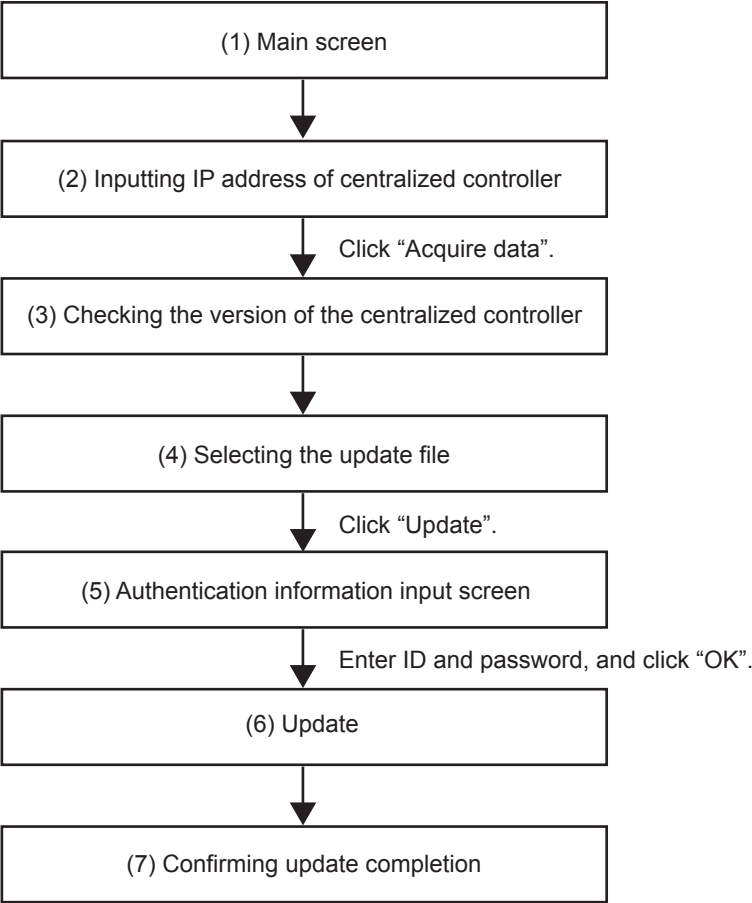 (1) Main screen
(2) Inputting IP address of centralized controller
Click “Acquire data”.
(3) Checking the version of the centralized controller
(4) Selecting the update file
Click “Update”.
(5) Authentication information input screen
Enter ID and password, and click “OK”.
(6) Update
(7) Confirming update completion